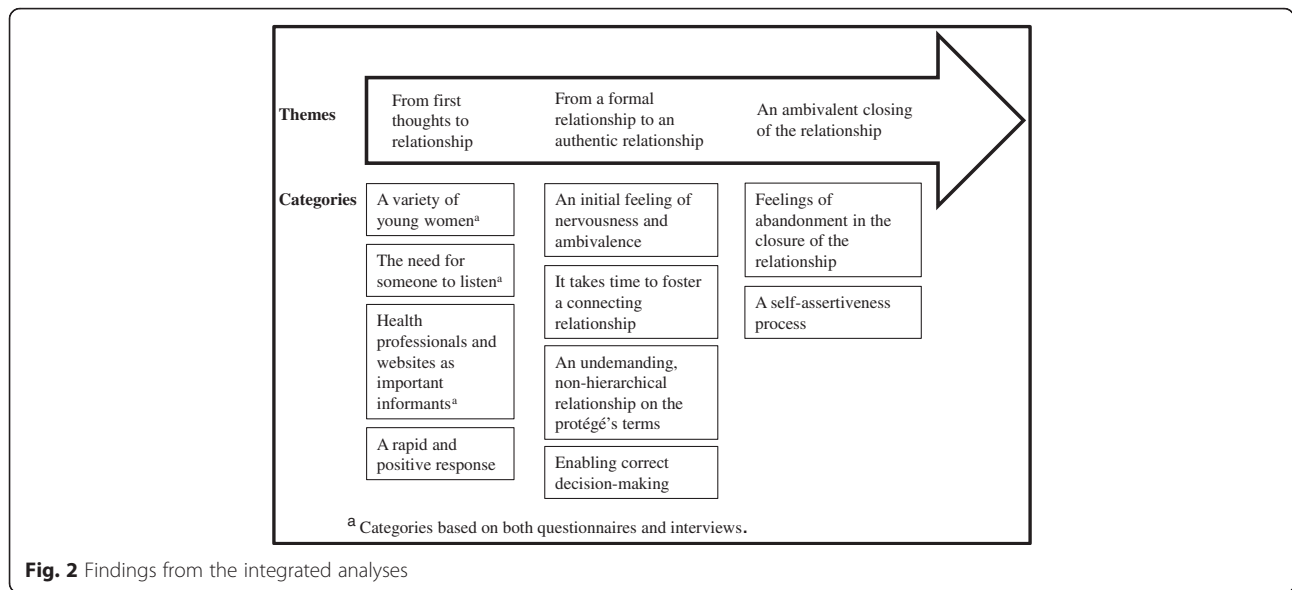 Themes
From first
thoughts to
relationship
From a formal
relationship to an
authentic relationship
An ambivalent closing
of the relationship
Categories
A variety of
young womenᵃ
The need for
someone to listenᵃ
Health
professionals and
websites as
important
informantsᵃ
A rapid and
positive response
An initial feeling of
nervousness and
ambivalence
It takes time to foster
a connecting
relationship
An undemanding,
non-hierarchical
relationship on the
protégé’s terms
Enabling correct
decision-making
Feelings of
abandonment in the
closure of the
relationship
A self-assertiveness
process
ᵃ Categories based on both questionnaires and interviews.
Fig. 2 Findings from the integrated analyses